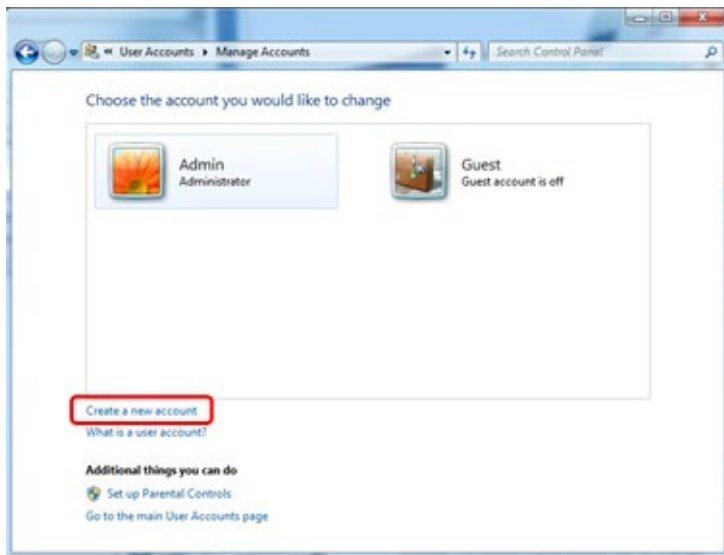 « User Accounts ▸ Manage Accounts
Search Control Panel
Choose the account you would like to change
Admin
Administrator
Guest
Guest account is off
Create a new account
What is a user account?
Additional things you can do
Set up Parental Controls
Go to the main User Accounts page